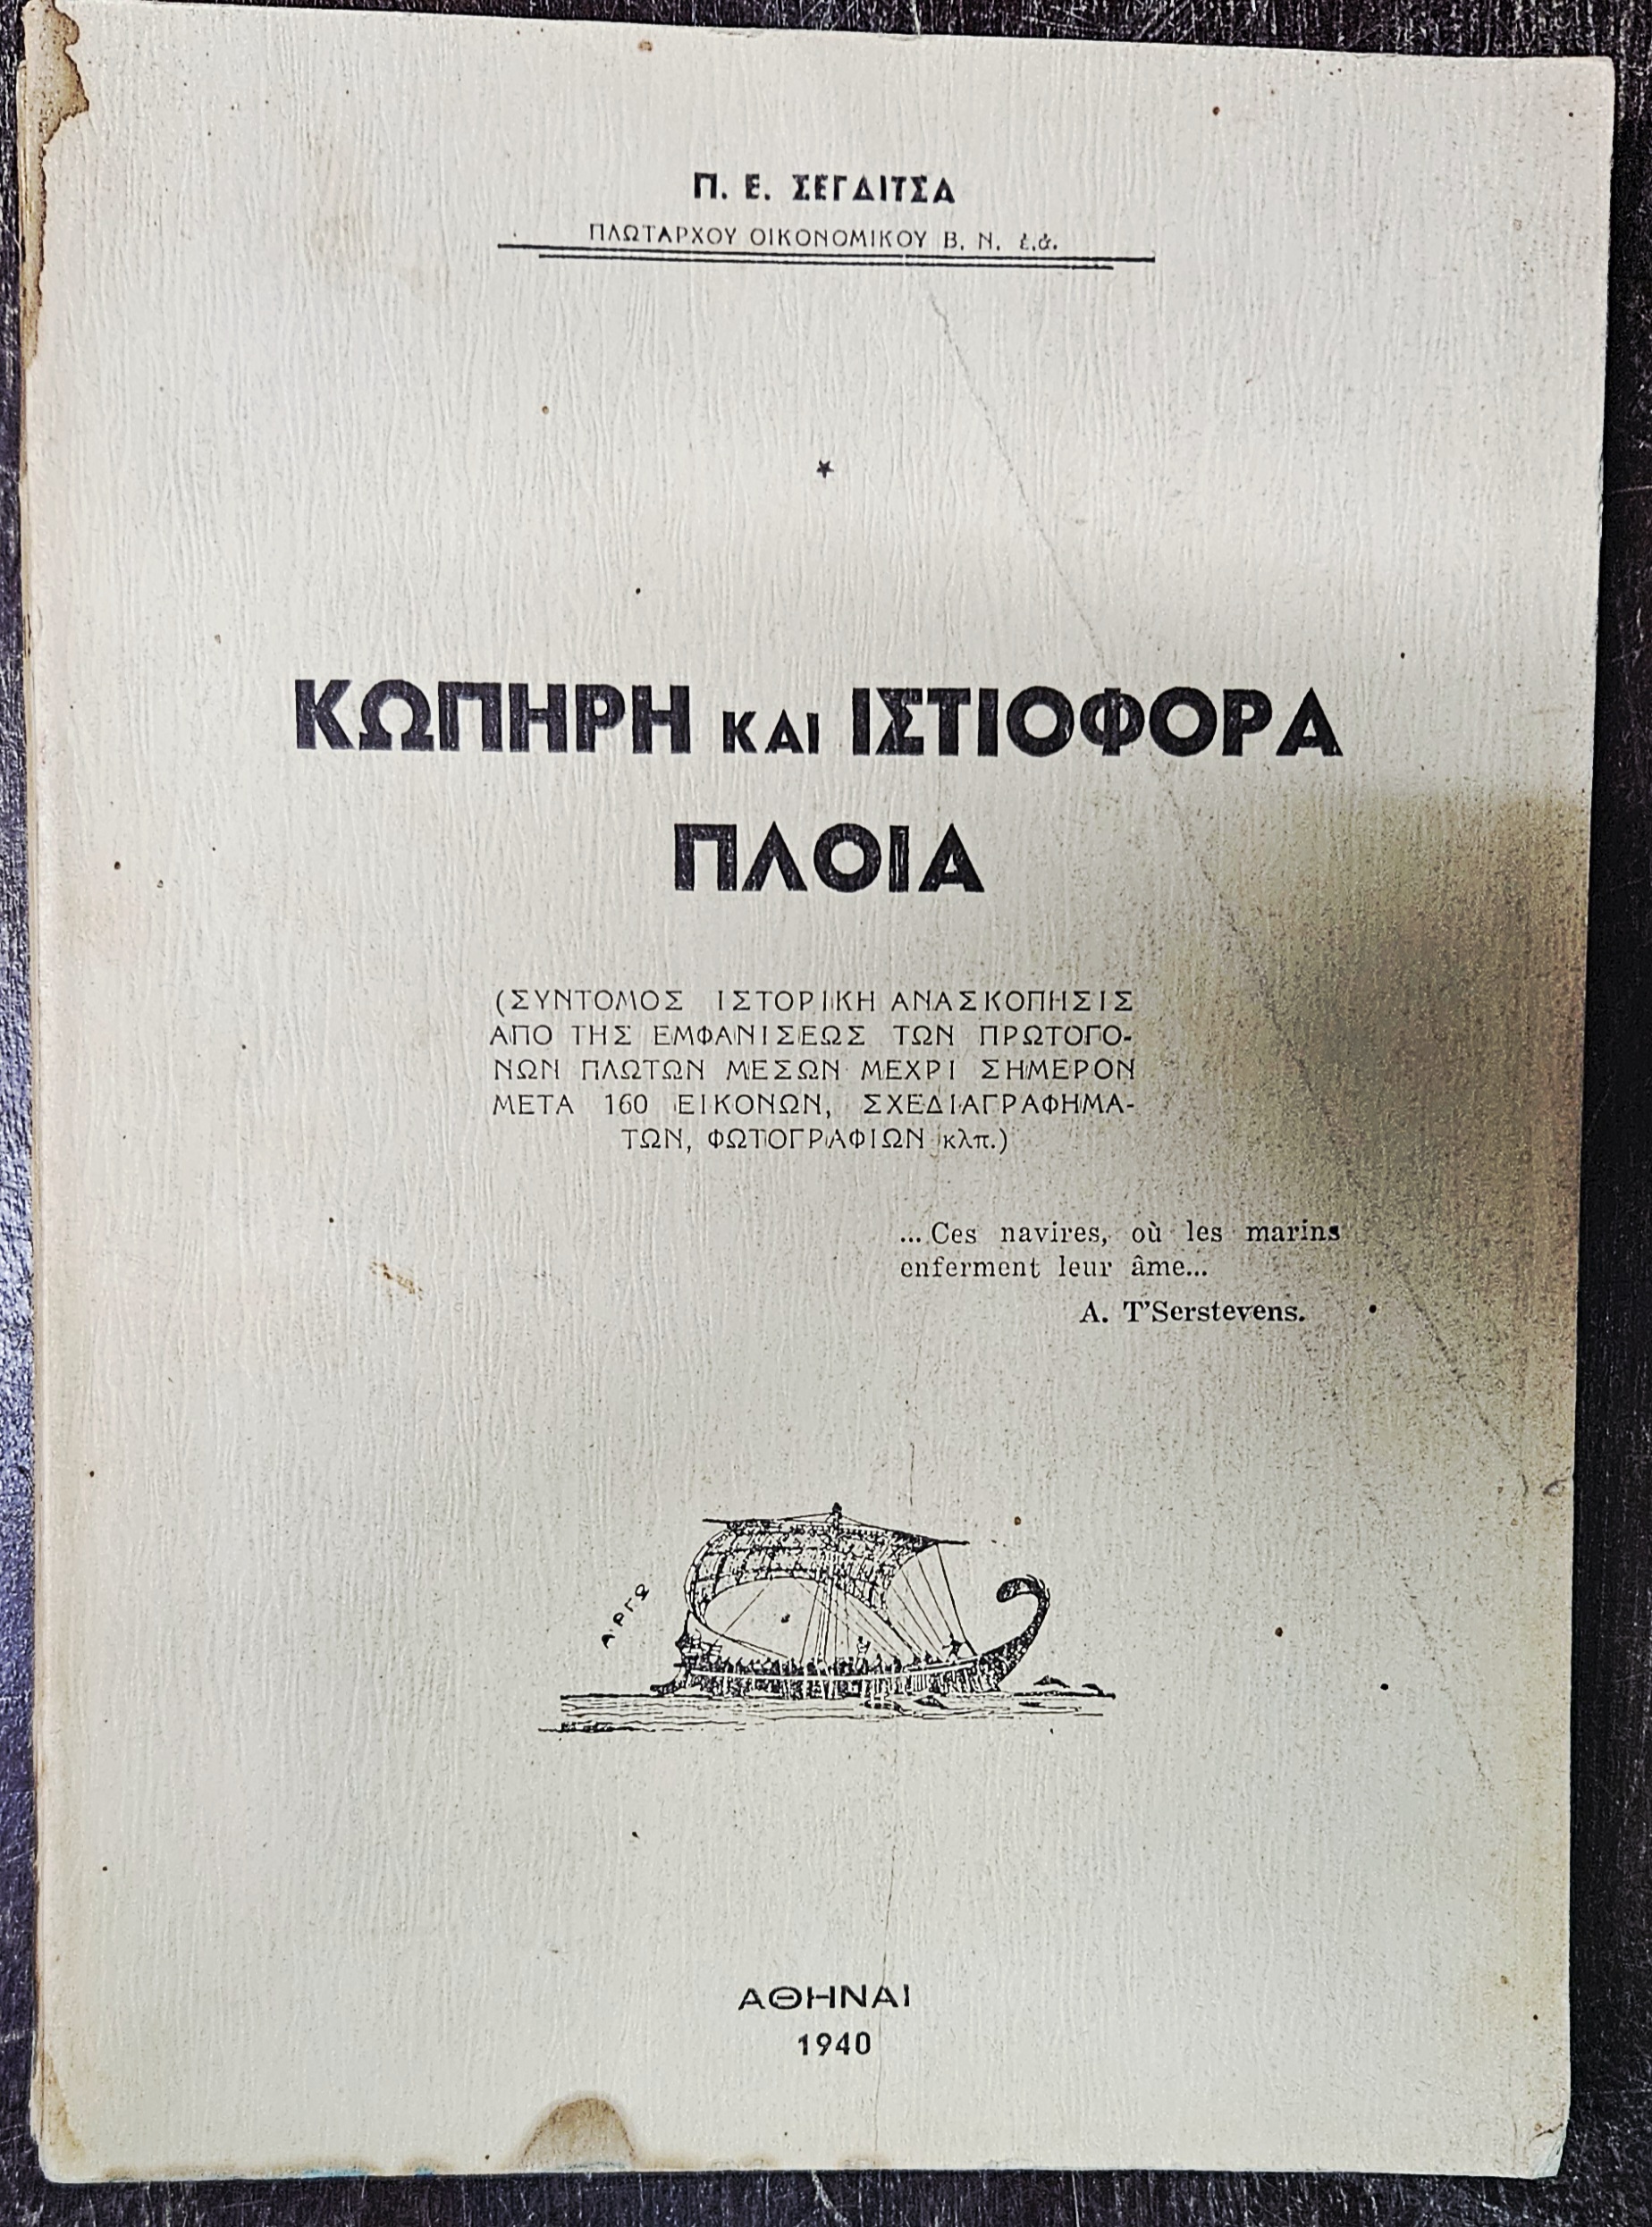 Π. Ε. ΣΕΓΔΙΤΣΑ
ΠΛΩΤΑΡΧΟΥ ΟΙΚΟΝΟΜΙΚΟΥ Β. Ν. ἐ.ἀ.
ΚΩΠΗΡΗ ΚΑΙ ΙΣΤΙΟΦΟΡΑ
ΠΛΟΙΑ
(ΣΥΝΤΟΜΟΣ ΙΣΤΟΡΙΚΗ ΑΝΑΣΚΟΠΗΣΙΣ
ΑΠΟ ΤΗΣ ΕΜΦΑΝΙΣΕΩΣ ΤΩΝ ΠΡΩΤΟΓΟ-
ΝΩΝ ΠΛΩΤΩΝ ΜΕΣΩΝ ΜΕΧΡΙ ΣΗΜΕΡΟΝ
ΜΕΤΑ 160 ΕΙΚΟΝΩΝ, ΣΧΕΔΙΑΓΡΑΦΗΜΑ-
ΤΩΝ, ΦΩΤΟΓΡΑΦΙΩΝ κλπ.)
... Ces navires, où les marins
enferment leur âme...
A. T'Serstevens.
ΑΡΓΩ
ΑΘΗΝΑΙ
1940